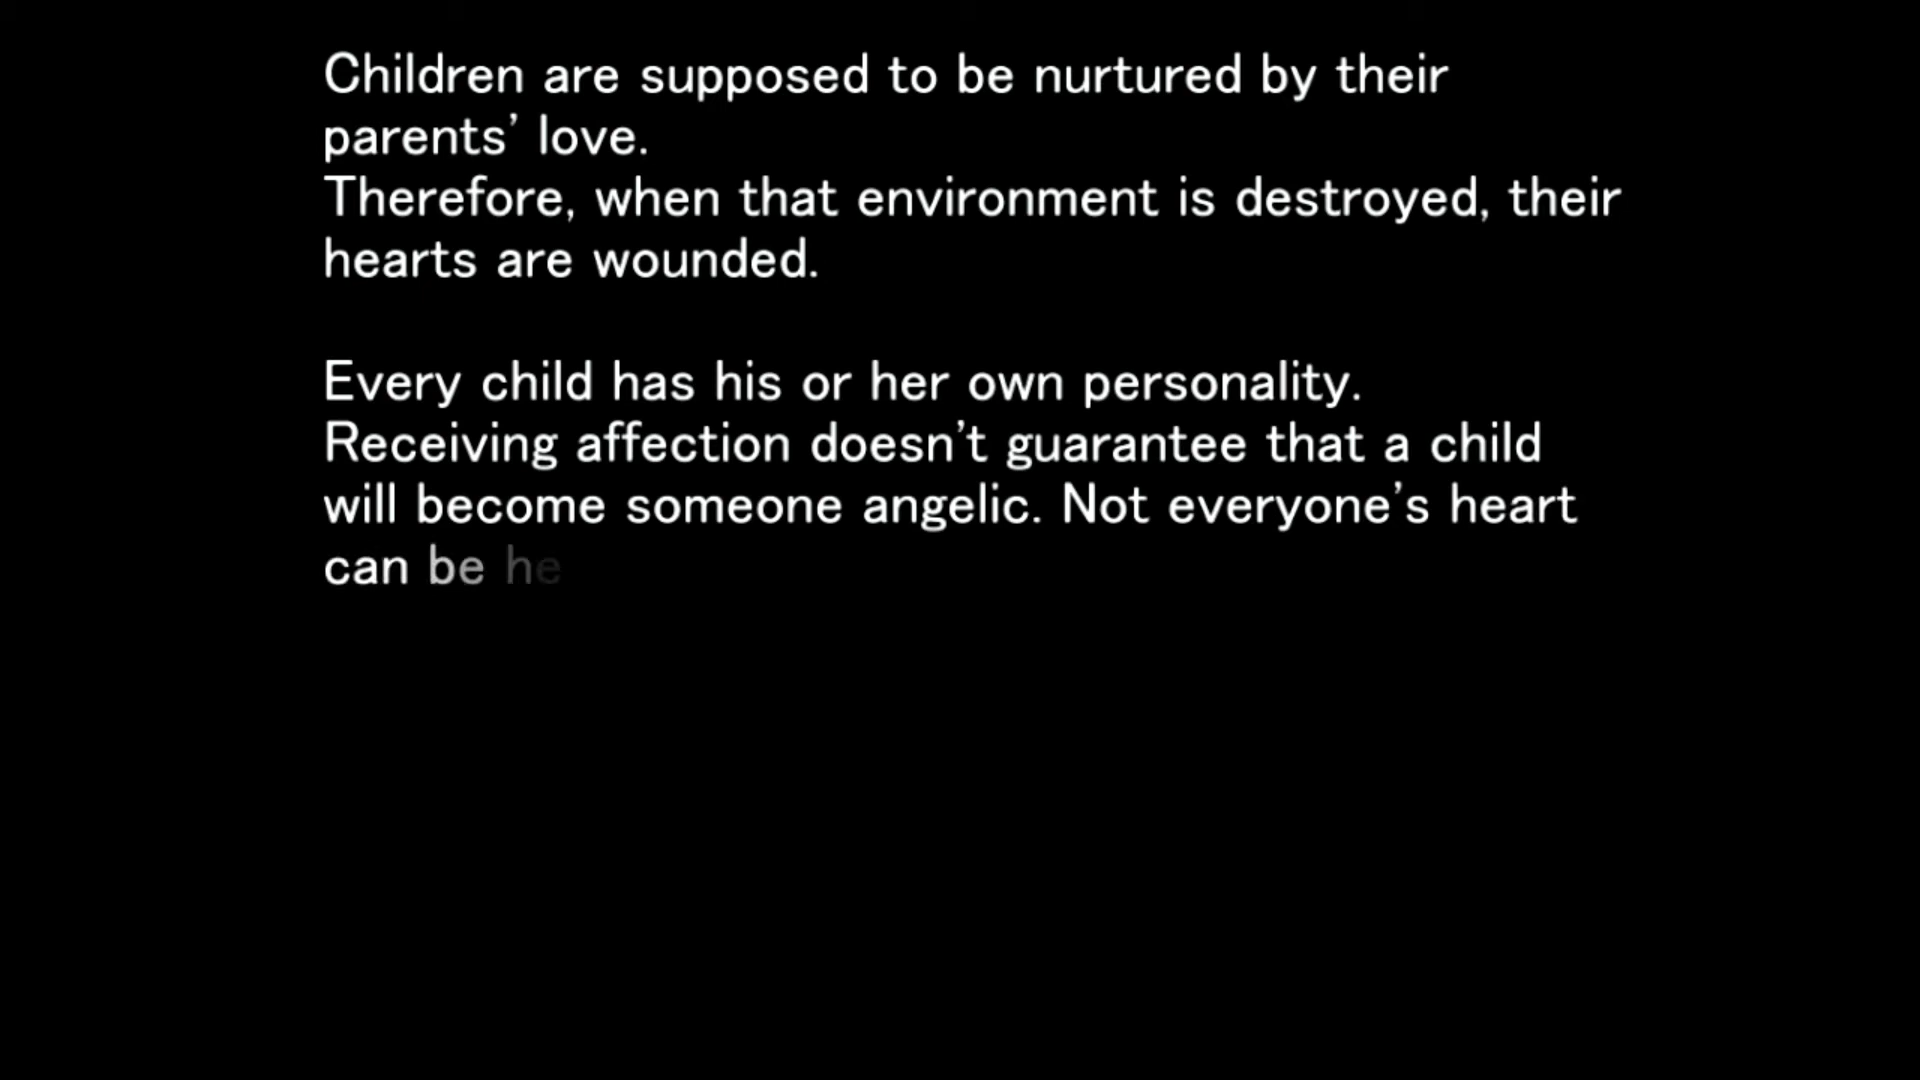 Children are supposed to be nurtured by their
parents’ love.
Therefore, when that environment is destroyed, their
hearts are wounded.
Every child has his or her own personality.
Receiving affection doesn’t guarantee that a child
will become someone angelic. Not everyone’s heart
can be he